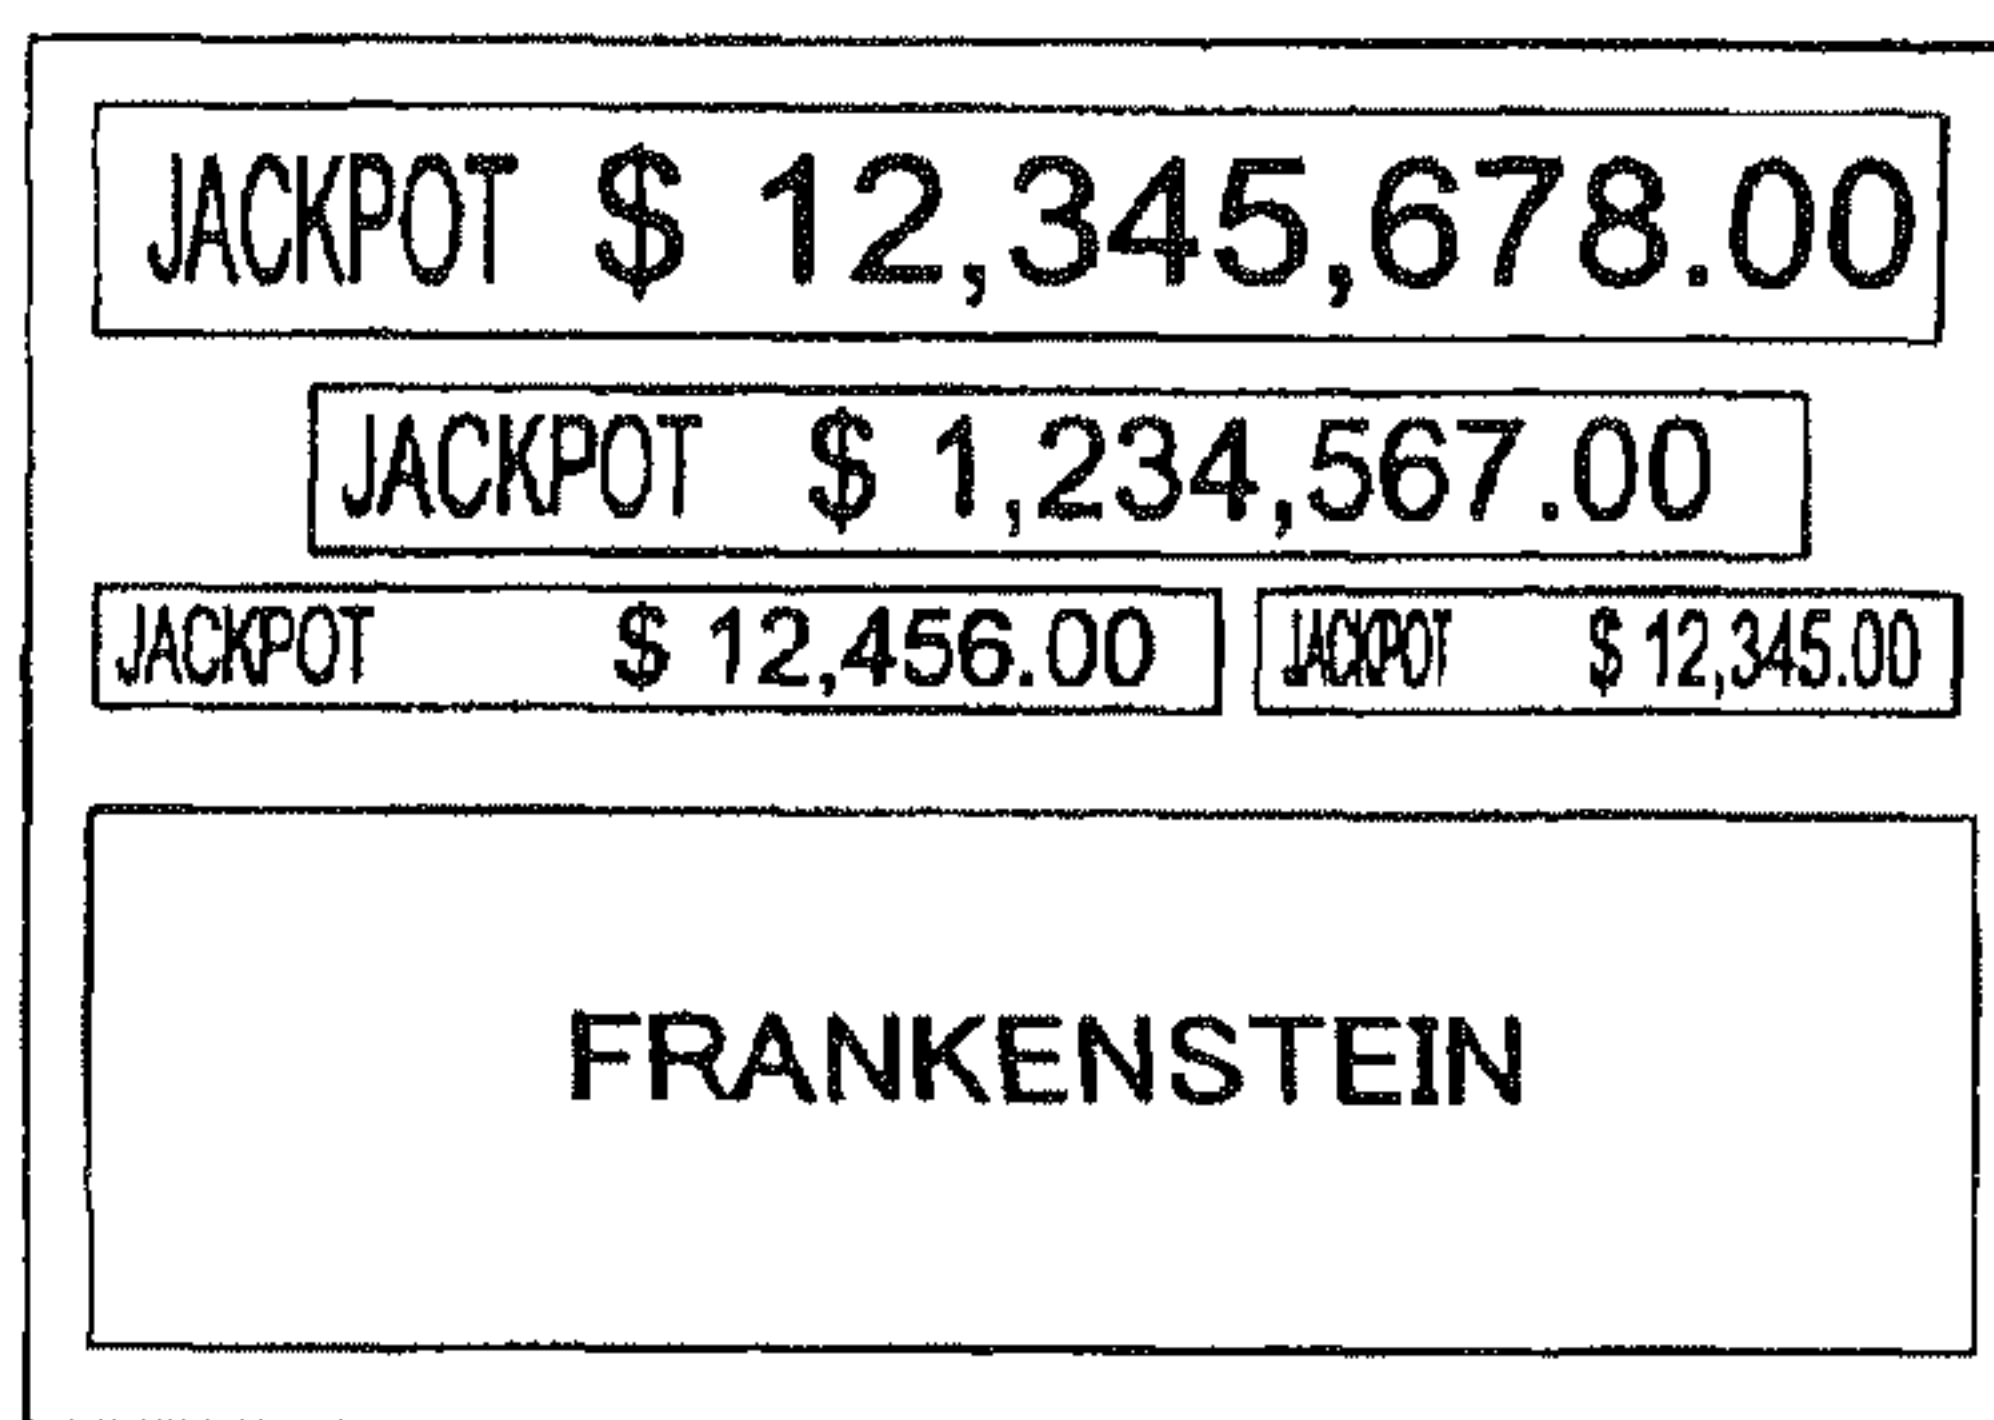 JACKPOT $ 12,345,678.00
JACKPOT $ 1,234,567.00
JACKPOT $ 12,456.00 JACKPOT $ 12,345.00
FRANKENSTEIN